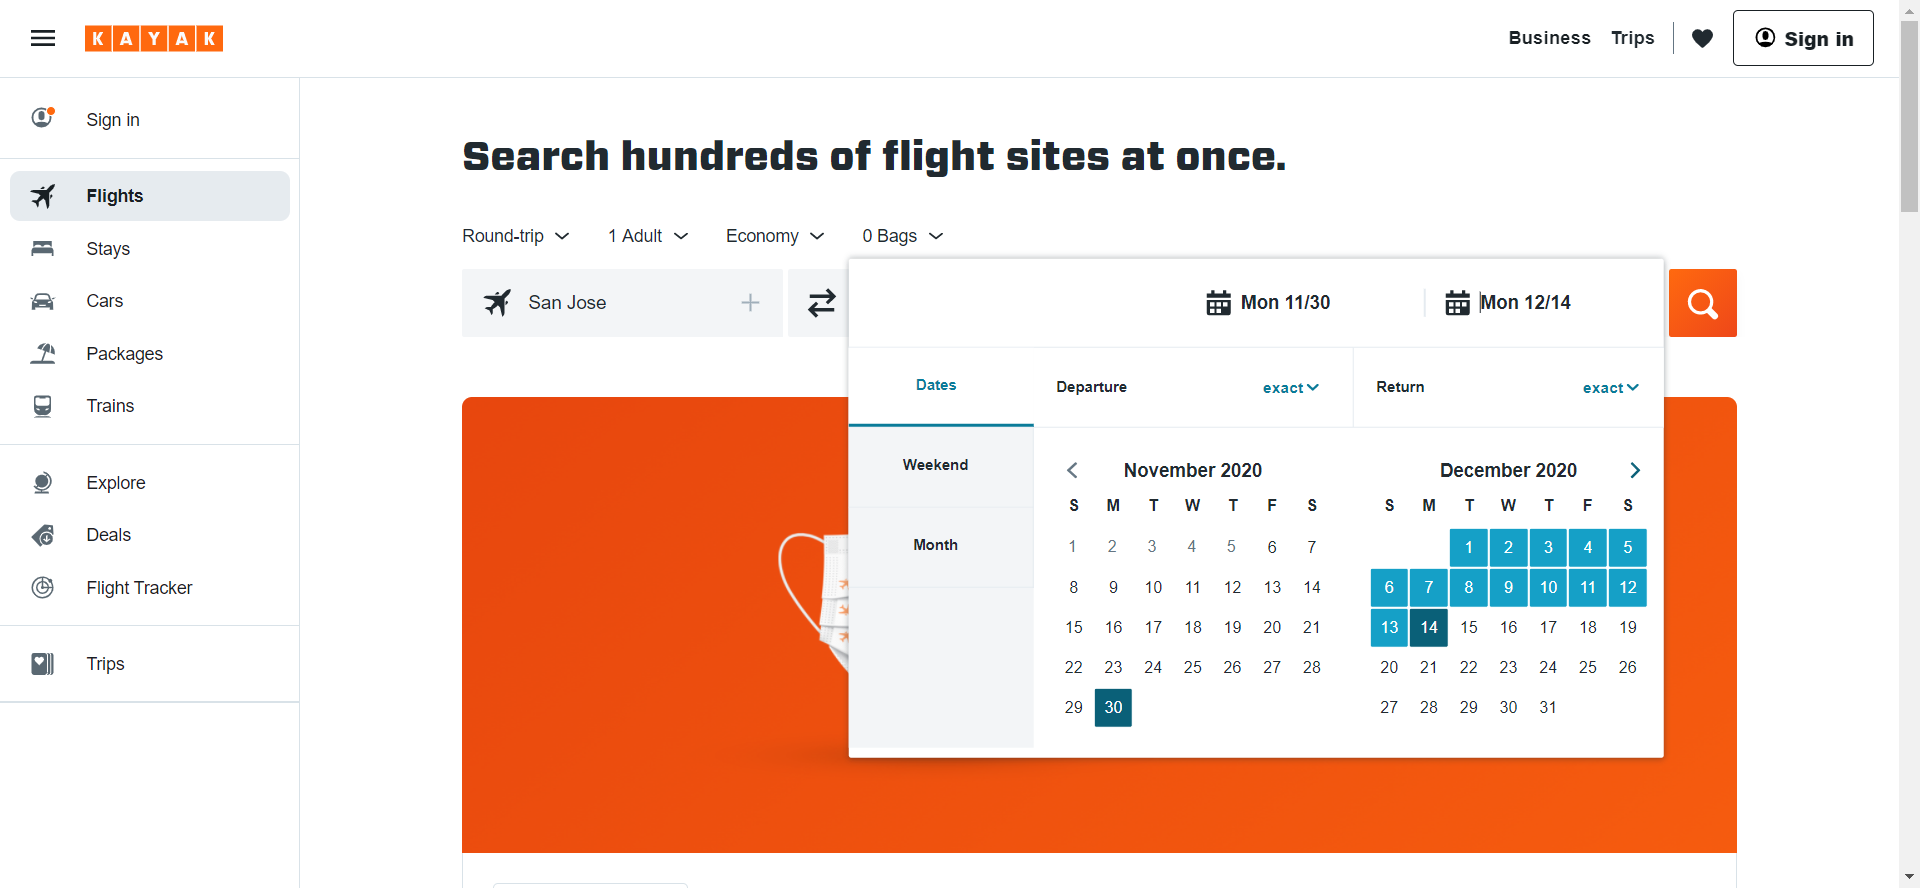 KAYAK
Business Trips Sign in
Sign in
Flights
Stays
Cars
Packages
Trains
Explore
Deals
Flight Tracker
Trips
Search hundreds of flight sites at once.
Round-trip 1 Adult Economy 0 Bags
San Jose
Mon 11/30 Mon 12/14
Dates Departure exact Return exact
Weekend
Month
November 2020
S M T W T F S
1 2 3 4 5 6 7
8 9 10 11 12 13 14
15 16 17 18 19 20 21
22 23 24 25 26 27 28
29 30
December 2020
S M T W T F S
1 2 3 4 5
6 7 8 9 10 11 12
13 14 15 16 17 18 19
20 21 22 23 24 25 26
27 28 29 30 31